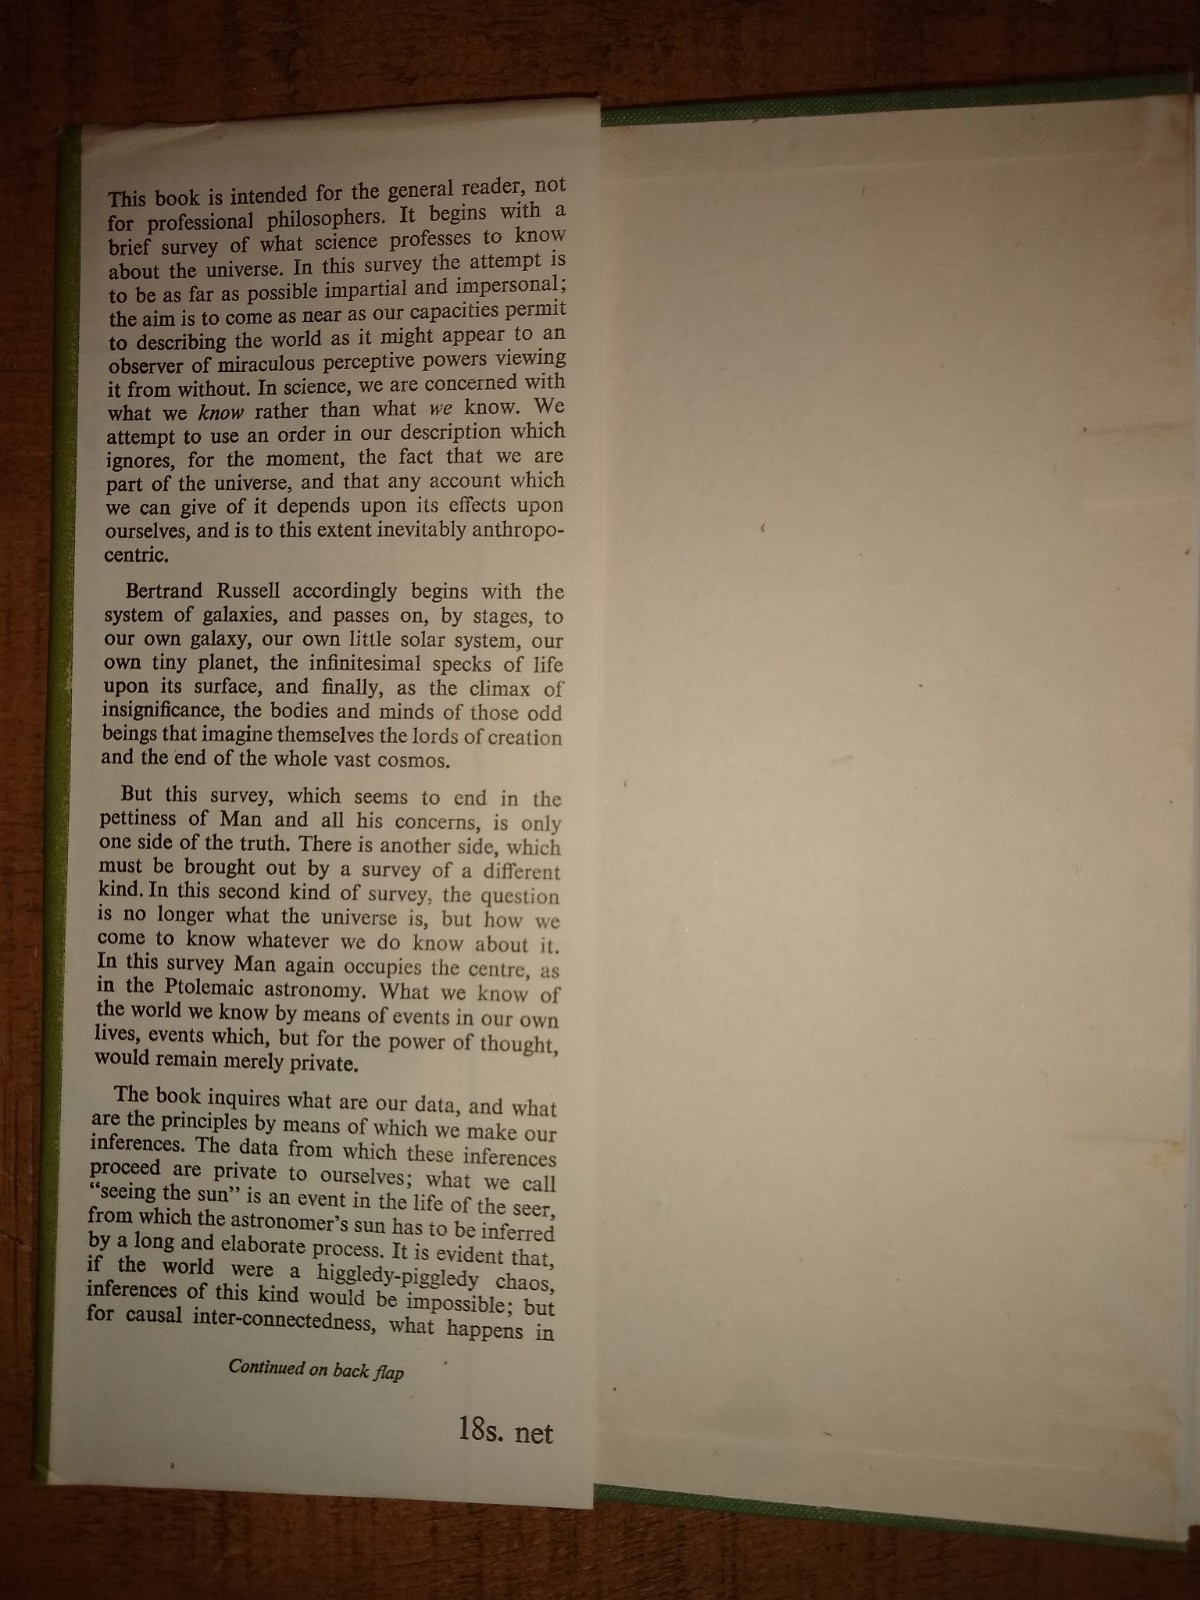 This book is intended for the general reader, not
for professional philosophers. It begins with a
brief survey of what science professes to know
about the universe. In this survey the attempt is
to be as far as possible impartial and impersonal;
the aim is to come as near as our capacities permit
to describing the world as it might appear to an
observer of miraculous perceptive powers viewing
it from without. In science, we are concerned with
what we know rather than what we know. We
attempt to use an order in our description which
ignores, for the moment, the fact that we are
part of the universe, and that any account which
we can give of it depends upon its effects upon
ourselves, and is to this extent inevitably anthropo-
centric.
Bertrand Russell accordingly begins with the
system of galaxies, and passes on, by stages, to
our own galaxy, our own little solar system, our
own tiny planet, the infinitesimal specks of life
upon its surface, and finally, as the climax of
insignificance, the bodies and minds of those odd
beings that imagine themselves the lords of creation
and the end of the whole vast cosmos.
But this survey, which seems to end in the
pettiness of Man and all his concerns, is only
one side of the truth. There is another side, which
must be brought out by a survey of a different
kind. In this second kind of survey, the question
is no longer what the universe is, but how we
come to know whatever we do know about it.
In this survey Man again occupies the centre, as
in the Ptolemaic astronomy. What we know of
the world we know by means of events in our own
lives, events which, but for the power of thought,
would remain merely private.
The book inquires what are our data, and what
are the principles by means of which we make our
inferences. The data from which these inferences
proceed are private to ourselves; what we call
“seeing the sun” is an event in the life of the seer,
from which the astronomer’s sun has to be inferred
by a long and elaborate process. It is evident that,
if the world were a higgledy-piggledy chaos,
inferences of this kind would be impossible; but
for causal inter-connectedness, what happens in
Continued on back flap
18s. net